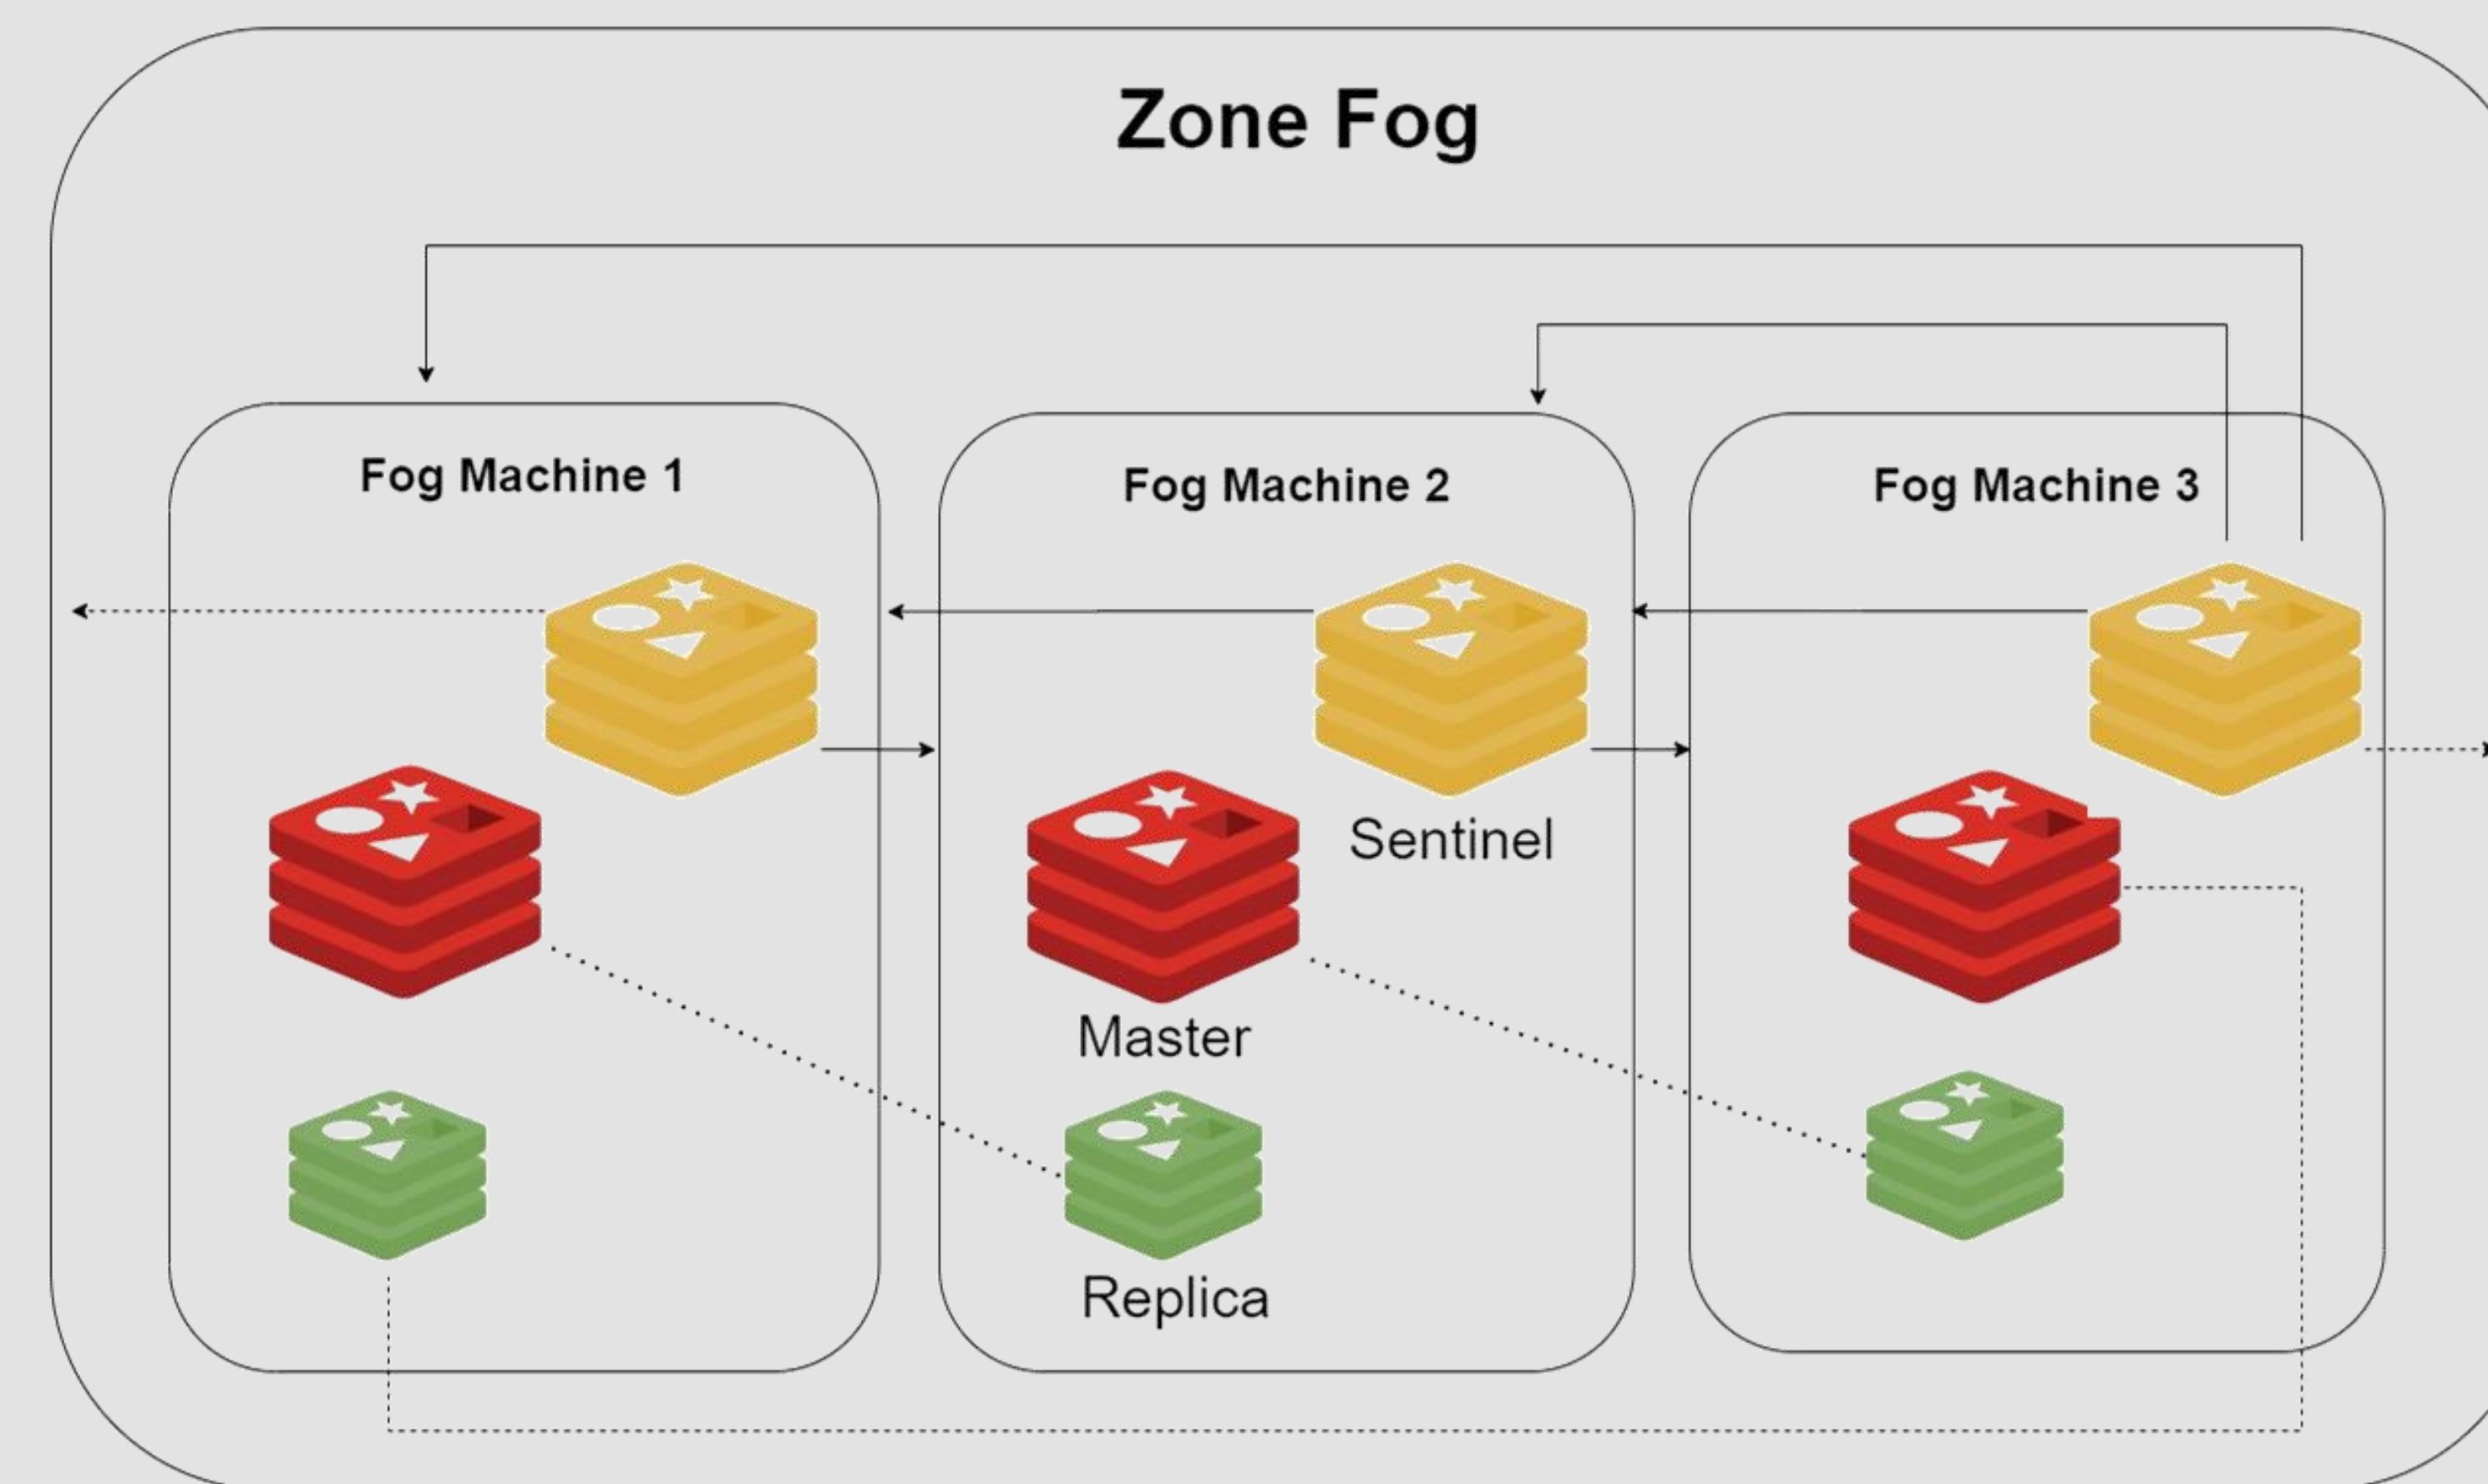 Zone Fog
Fog Machine 1
Fog Machine 2
Fog Machine 3
Sentinel
Master
Replica